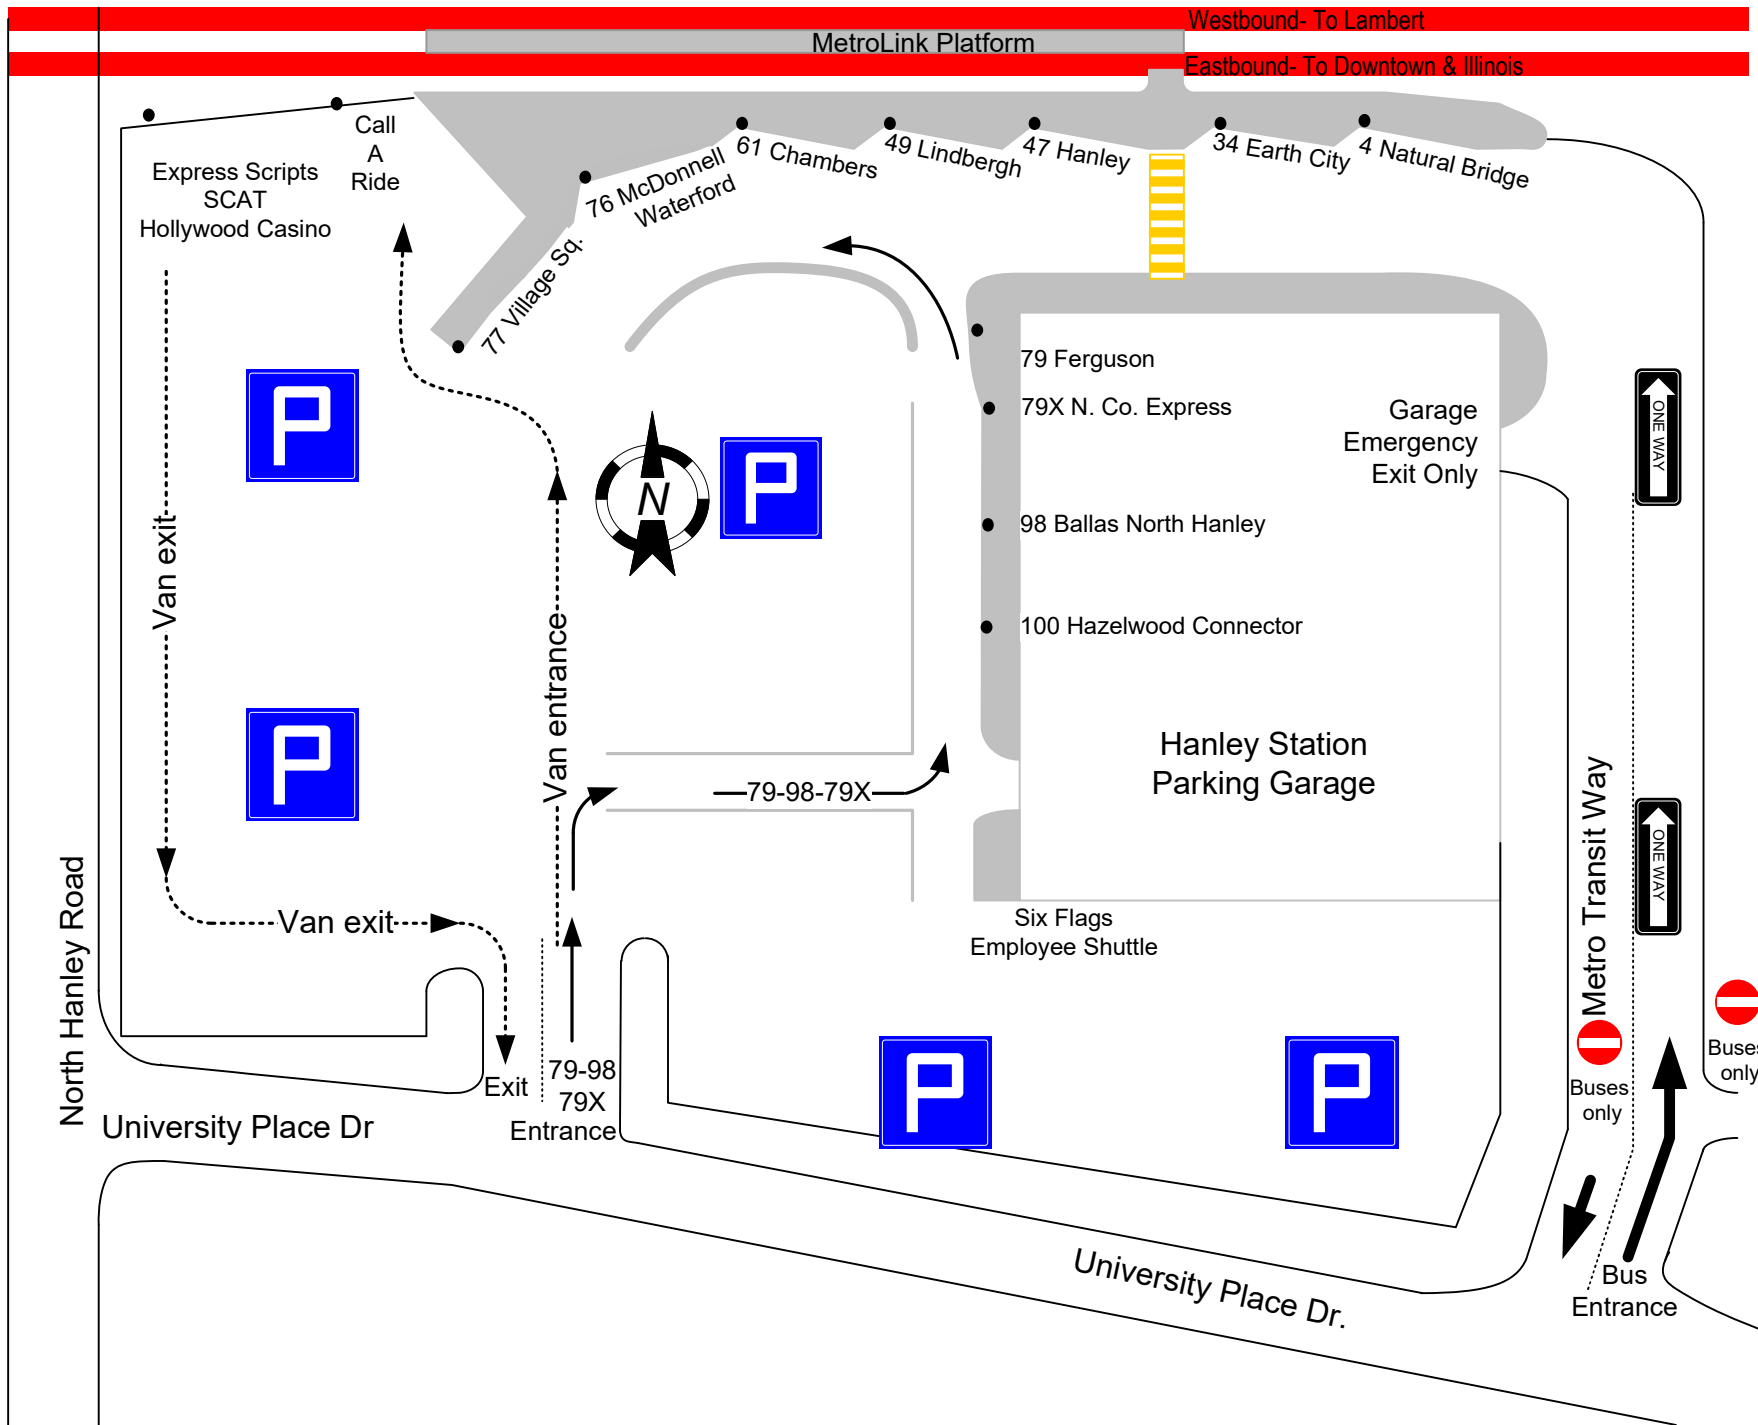 Westbound- To Lambert
MetroLink Platform
Eastbound- To Downtown & Illinois
Call
A
Ride
Express Scripts
SCAT
Hollywood Casino
77 Village Sq.
76 McDonnell
Waterford
61 Chambers
49 Lindbergh
47 Hanley
34 Earth City
4 Natural Bridge
79 Ferguson
79X N. Co. Express
98 Ballas North Hanley
100 Hazelwood Connector
Garage
Emergency
Exit Only
ONE WAY
P
P
N
Van exit
Van entrance
P
79-98-79X
Hanley Station
Parking Garage
Metro Transit Way
ONE WAY
Van exit
Six Flags
Employee Shuttle
North Hanley Road
Exit
79-98
79X
Entrance
P
P
Buses
only
Buses
only
University Place Dr
University Place Dr.
Bus
Entrance